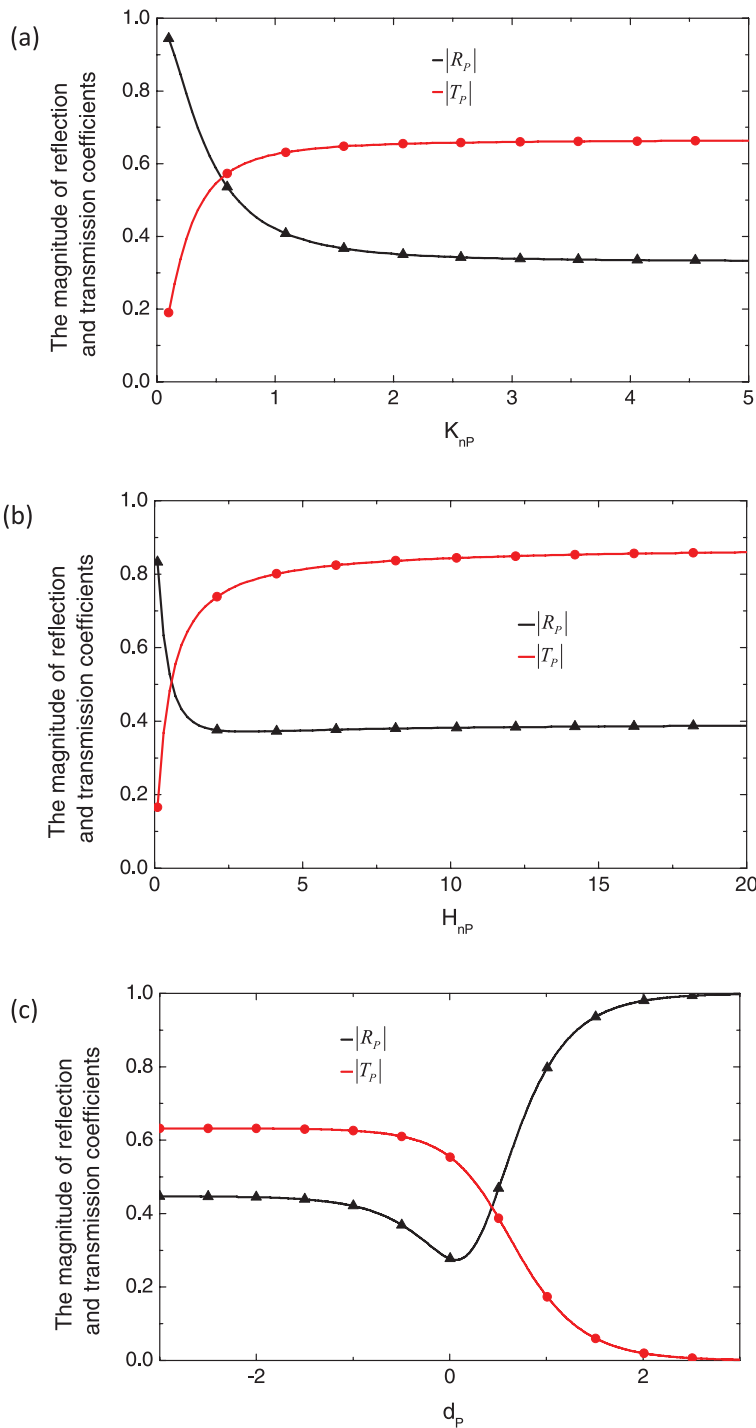 (a)
1.0
0.8
0.6
0.4
0.2
0.0
The magnitude of reflection
and transmission coefficients
|R_P|
|T_P|
0 1 2 3 4 5
K_nP
(b)
1.0
0.8
0.6
0.4
0.2
0.0
The magnitude of reflection
and transmission coefficients
|R_P|
|T_P|
0 5 10 15 20
H_nP
(c)
1.0
0.8
0.6
0.4
0.2
0.0
The magnitude of reflection
and transmission coefficients
|R_P|
|T_P|
-2 0 2
d_P